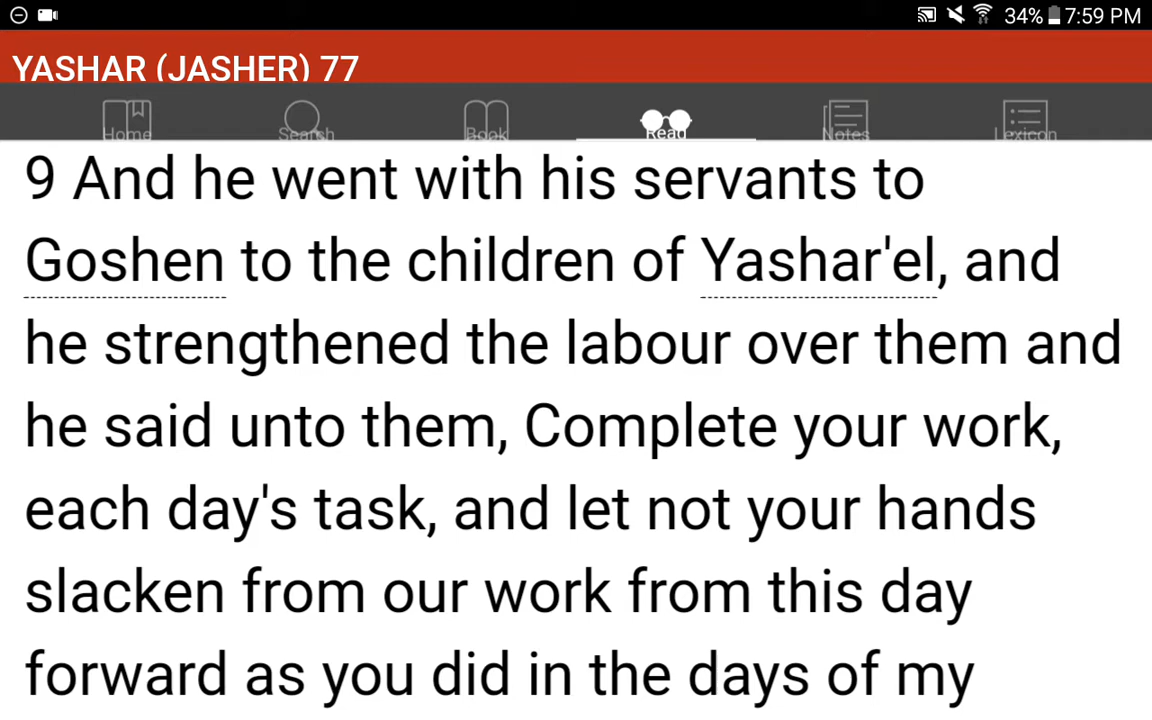 34% 7:59 PM
YASHAR (JASHER) 77
Home Search Book Read Notes Lexicon
9 And he went with his servants to
Goshen to the children of Yashar'el, and
he strengthened the labour over them and
he said unto them, Complete your work,
each day's task, and let not your hands
slacken from our work from this day
forward as you did in the days of my